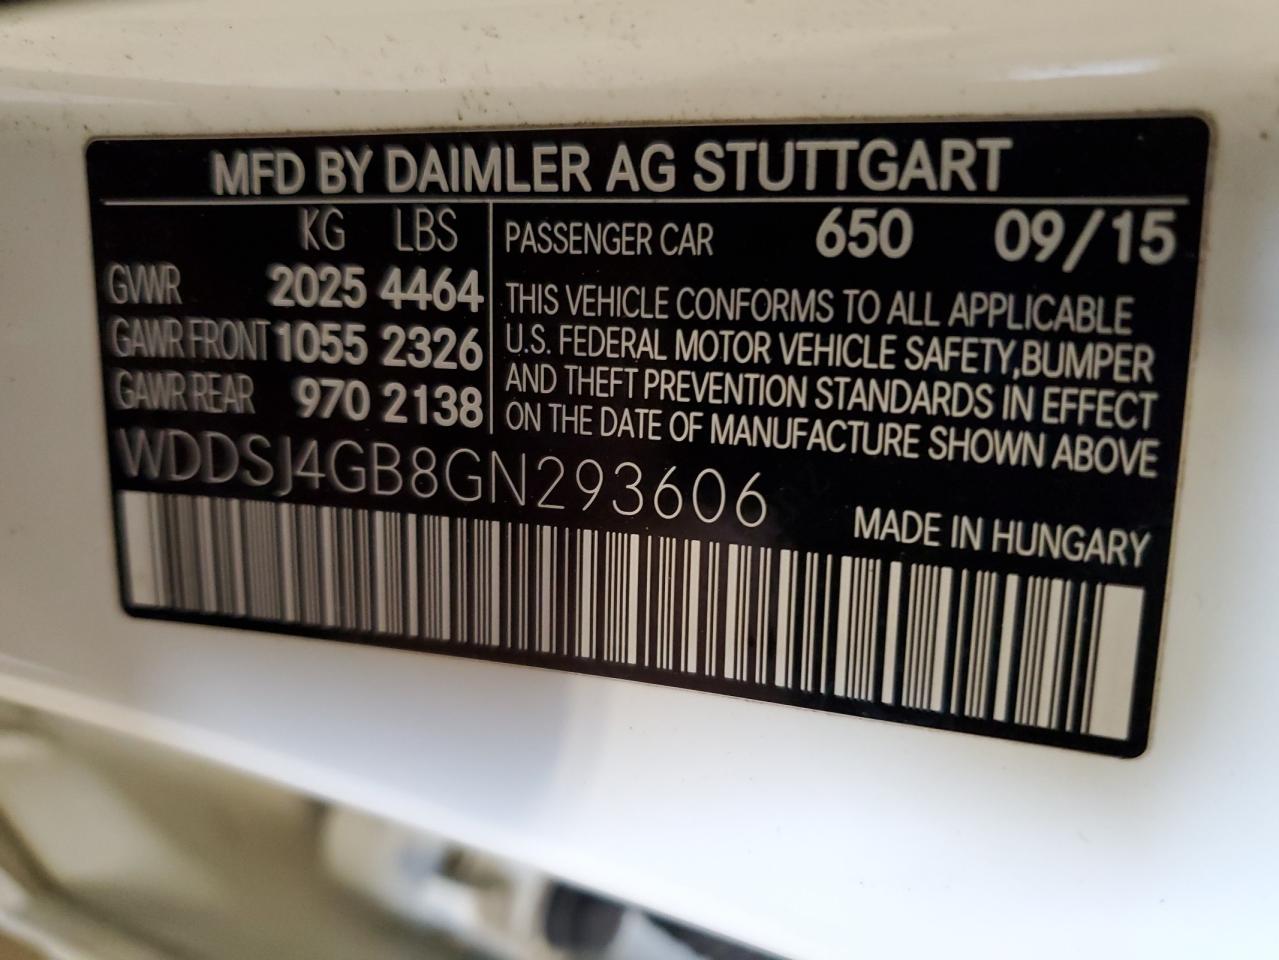 MFD BY DAIMLER AG STUTTGART
KG LBS
GVWR 2025 4464
GAWR FRONT 1055 2326
GAWR REAR 970 2138
PASSENGER CAR 650 09/15
THIS VEHICLE CONFORMS TO ALL APPLICABLE
U.S. FEDERAL MOTOR VEHICLE SAFETY,BUMPER
AND THEFT PREVENTION STANDARDS IN EFFECT
ON THE DATE OF MANUFACTURE SHOWN ABOVE
WDDSJ4GB8GN293606
MADE IN HUNGARY